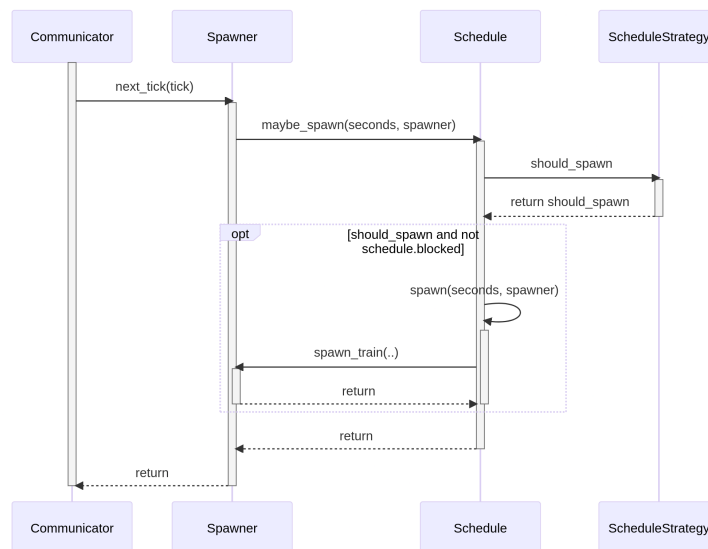 Communicator
Spawner
Schedule
ScheduleStrategy
next_tick(tick)
maybe_spawn(seconds, spawner)
should_spawn
return should_spawn
opt
[should_spawn and not
schedule.blocked]
spawn(seconds, spawner)
spawn_train(..)
return
return
return
Communicator
Spawner
Schedule
ScheduleStrategy